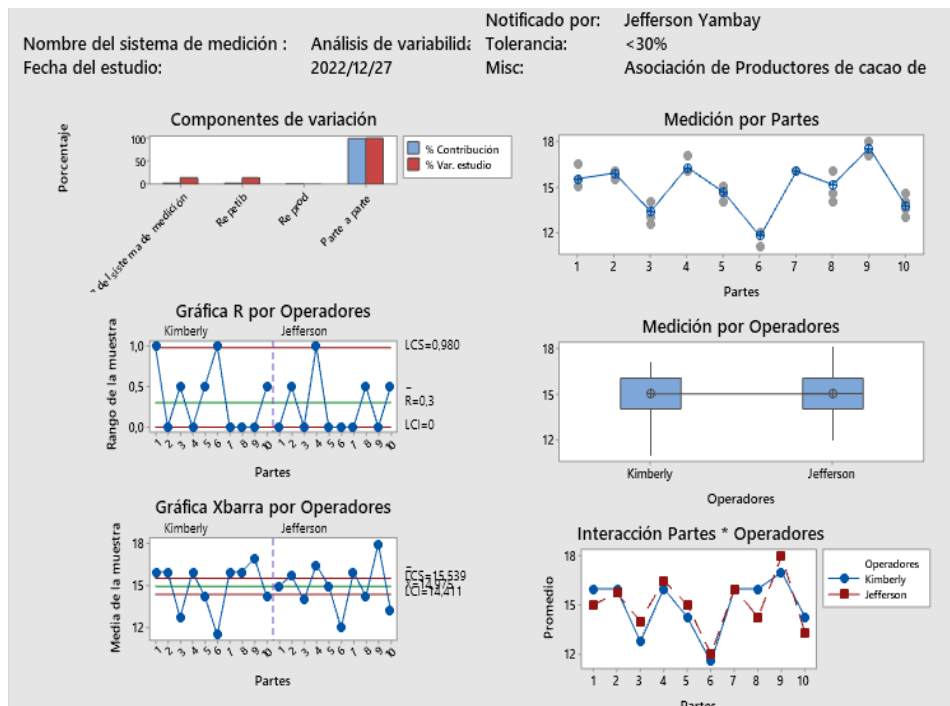 Notificado por: Jefferson Yambay
Nombre del sistema de medición : Análisis de variabilida Tolerancia: <30%
Fecha del estudio: 2022/12/27 Misc: Asociación de Productores de cacao de
Componentes de variación
Porcentaje
100
50
0
% Contribución
% Var. estudio
del sistema de medición
Repetib
Reprod
Parte a parte
Medición por Partes
18
15
12
1 2 3 4 5 6 7 8 9 10
Partes
Gráfica R por Operadores
Kimberly Jefferson
Rango de la muestra
1,0
0,5
0,0
LCS=0,980
R=0,3
LCI=0
1 2 3 4 5 6 7 8 9 10 1 2 3 4 5 6 7 8 9 10
Partes
Medición por Operadores
18
15
12
Kimberly Jefferson
Operadores
Gráfica Xbarra por Operadores
Kimberly Jefferson
Media de la muestra
18
15
12
LCS=15,539
X=14,975
LCI=14,411
1 2 3 4 5 6 7 8 9 10 1 2 3 4 5 6 7 8 9 10
Partes
Interacción Partes * Operadores
Promedio
18
15
12
Operadores
Kimberly
Jefferson
1 2 3 4 5 6 7 8 9 10
Partes